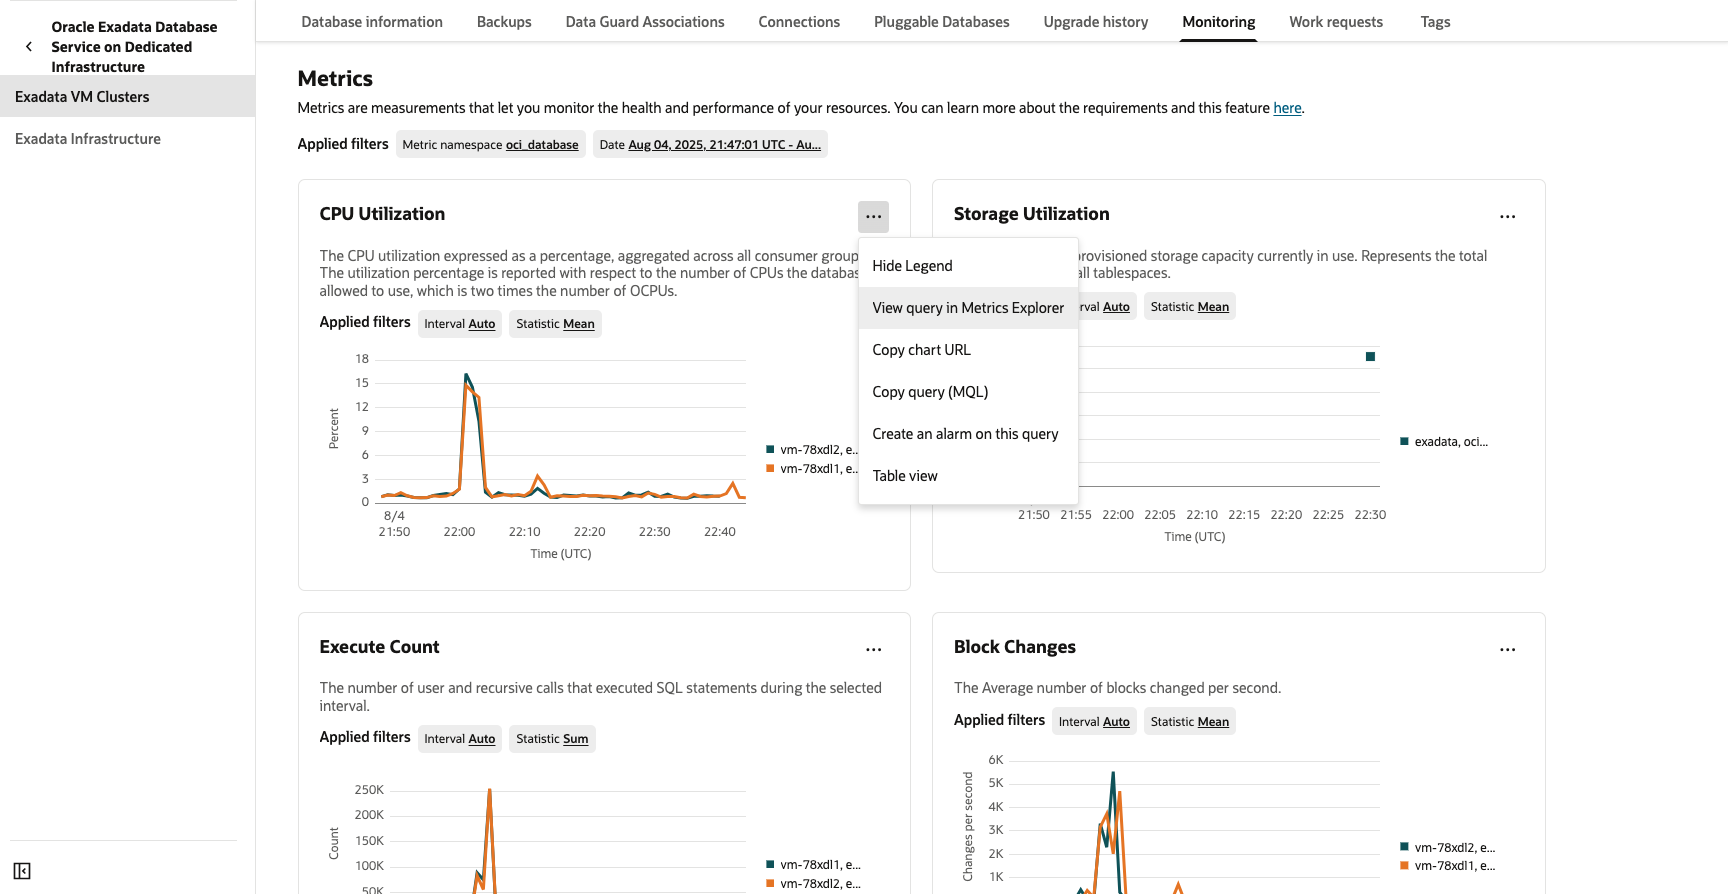 Oracle Exadata Database
Service on Dedicated
Infrastructure
Exadata VM Clusters
Exadata Infrastructure
Database information Backups Data Guard Associations Connections Pluggable Databases Upgrade history Monitoring Work requests Tags
Metrics
Metrics are measurements that let you monitor the health and performance of your resources. You can learn more about the requirements and this feature here.
Applied filters Metric namespace oci_database Date Aug 04, 2025, 21:47:01 UTC - Au...
CPU Utilization
The CPU utilization expressed as a percentage, aggregated across all consumer group
The utilization percentage is reported with respect to the number of CPUs the databas
allowed to use, which is two times the number of OCPUs.
Applied filters Interval Auto Statistic Mean
18
15
12
9
6
3
0
Percent
8/4
21:50 22:00 22:10 22:20 22:30 22:40
Time (UTC)
vm-78xdl2, e...
vm-78xdl1, e...
Hide Legend
View query in Metrics Explorer
Copy chart URL
Copy query (MQL)
Create an alarm on this query
Table view
Storage Utilization
provisioned storage capacity currently in use. Represents the total
all tablespaces.
Auto Statistic Mean
exadata, oci...
21:50 21:55 22:00 22:05 22:10 22:15 22:20 22:25 22:30
Time (UTC)
Execute Count
The number of user and recursive calls that executed SQL statements during the selected
interval.
Applied filters Interval Auto Statistic Sum
250K
200K
150K
100K
50K
Count
vm-78xdl1, e...
vm-78xdl2, e...
Block Changes
The Average number of blocks changed per second.
Applied filters Interval Auto Statistic Mean
6K
5K
4K
3K
2K
1K
Changes per second
vm-78xdl2, e...
vm-78xdl1, e...